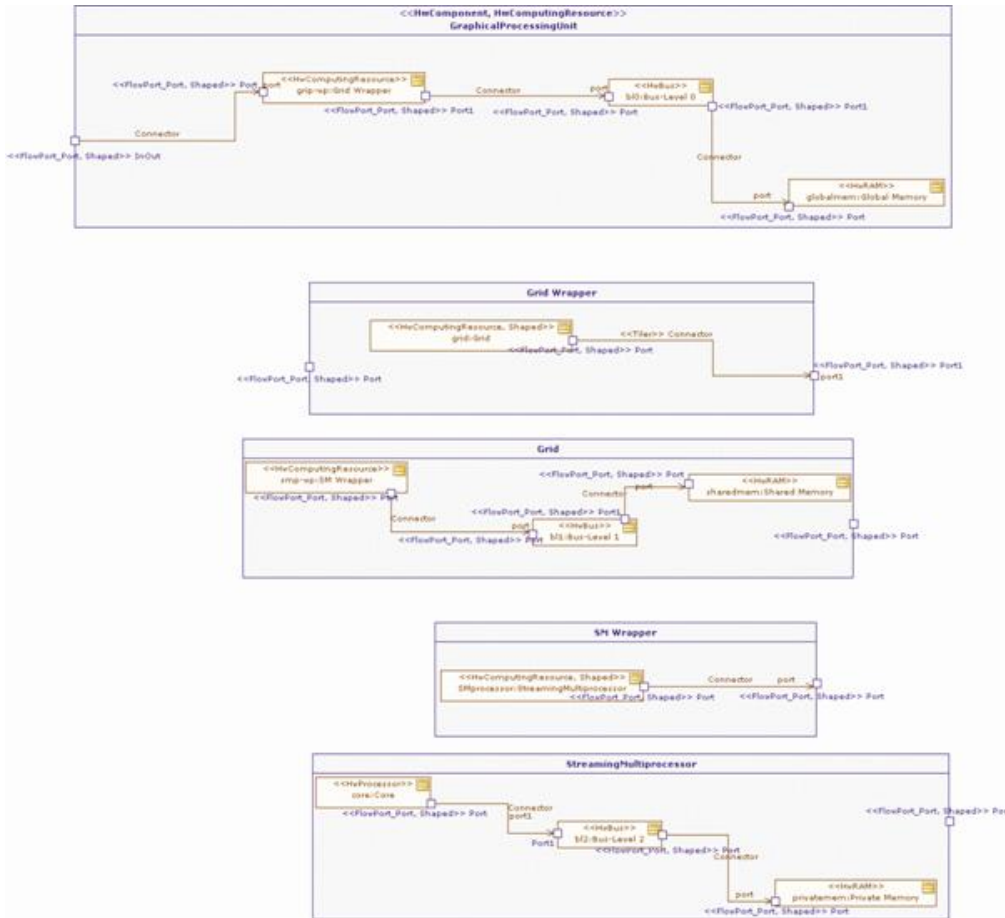 <<HwComponent, HwComputingResource>>
GraphicalProcessingUnit
<<HwComputingResource>>
grip-wp:Grid Wrapper
<<FlowPort_Port, Shaped>> Port
port
<<FlowPort_Port, Shaped>> Port1
Connector
port
<<HwBus>>
bl0:Bus-Level 0
<<FlowPort_Port, Shaped>> Port
<<FlowPort_Port, Shaped>> Port1
Connector
<<FlowPort_Port, Shaped>> InOut
Connector
<<HwRAM>>
globalmem:Global Memory
port
<<FlowPort_Port, Shaped>> Port
Grid Wrapper
<<HwComputingResource, Shaped>>
grid:Grid
<<Tiler>> Connector
<<FlowPort_Port, Shaped>> Port
<<FlowPort_Port, Shaped>> Port1
port1
<<FlowPort_Port, Shaped>> Port
Grid
<<HwComputingResource>>
smp-wp:SM Wrapper
<<FlowPort_Port, Shaped>> Port
<<FlowPort_Port, Shaped>> Port
port
<<HwRAM>>
sharedmem:Shared Memory
Connector
<<FlowPort_Port, Shaped>> Port1
Connector
port
<<HwBus>>
bl1:Bus-Level 1
<<FlowPort_Port, Shaped>> Port
<<FlowPort_Port, Shaped>> Port
SM Wrapper
<<HwComputingResource, Shaped>>
SMprocessor:StreamingMultiprocessor
Connector
port
<<FlowPort_Port, Shaped>> Port
<<FlowPort_Port, Shaped>> Port
StreamingMultiprocessor
<<HwProcessor>>
core:Core
<<FlowPort_Port, Shaped>> Port
Connector
port1
<<FlowPort_Port, Shaped>>
Port1
<<HwBus>>
bl2:Bus-Level 2
<<FlowPort_Port, Shaped>> Port
Connector
<<HwRAM>>
privatemem:Private Memory
port
<<FlowPort_Port, Shaped>> Port